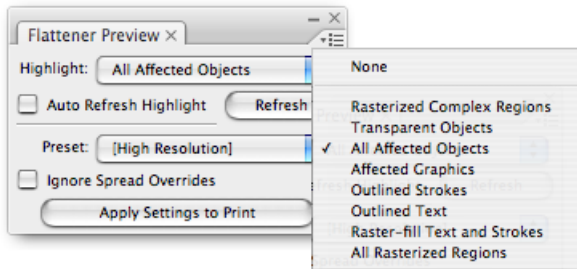 Flattener Preview ×
Highlight: All Affected Objects
Auto Refresh Highlight Refresh
Preset: [High Resolution]
Ignore Spread Overrides
Apply Settings to Print
None
Rasterized Complex Regions
Transparent Objects
✓ All Affected Objects
Affected Graphics
Outlined Strokes
Outlined Text
Raster-fill Text and Strokes
All Rasterized Regions